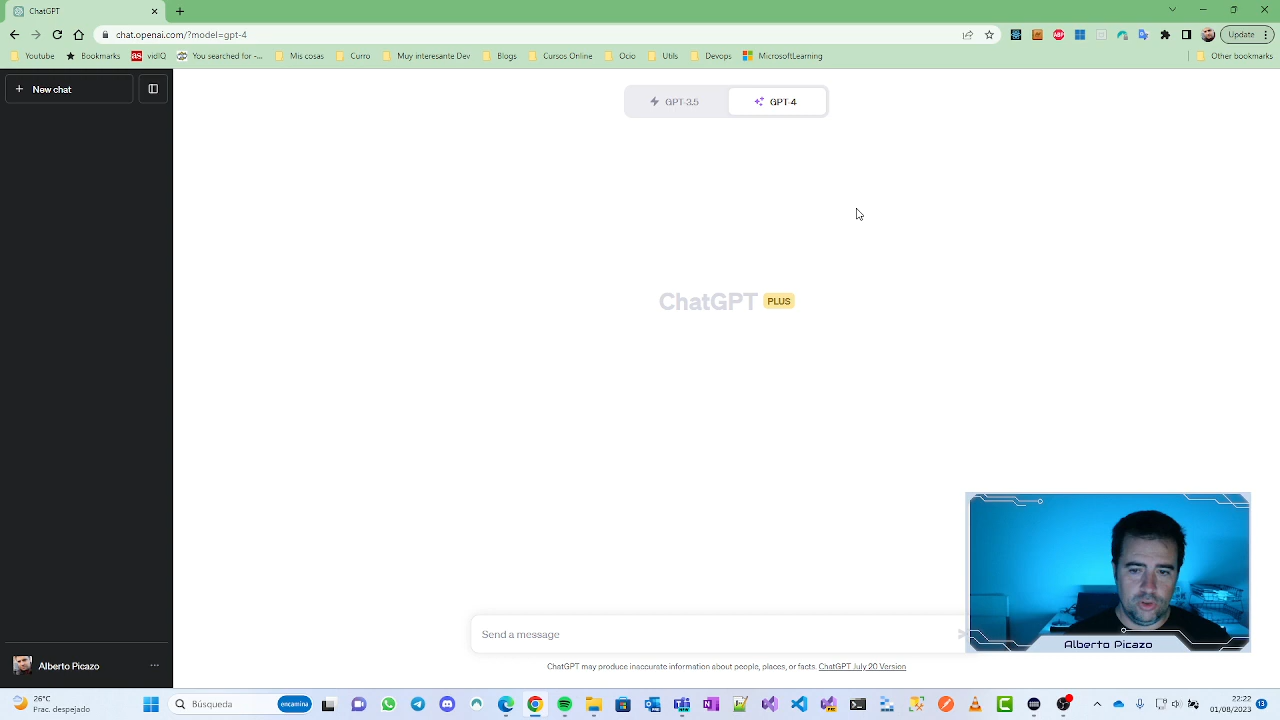 ChatGPT
chat.openai.com/?model=gpt-4
Update
Youtube
Bookmarks
vidIQ
You searched for -...
Mis cosas
Curro
Muy interesante Dev
Blogs
Cursos Online
Ocio
Utils
Devops
MicrosoftLearning
Other bookmarks
New chat
GPT-3.5
GPT-4
ChatGPT PLUS
Send a message
ChatGPT may produce inaccurate information about people, places, or facts. ChatGPT July 20 Version
Alberto Picazo
Alberto Picazo
26°C
Prac. despejado
Búsqueda
encamina
22:22
01/08/2023
13